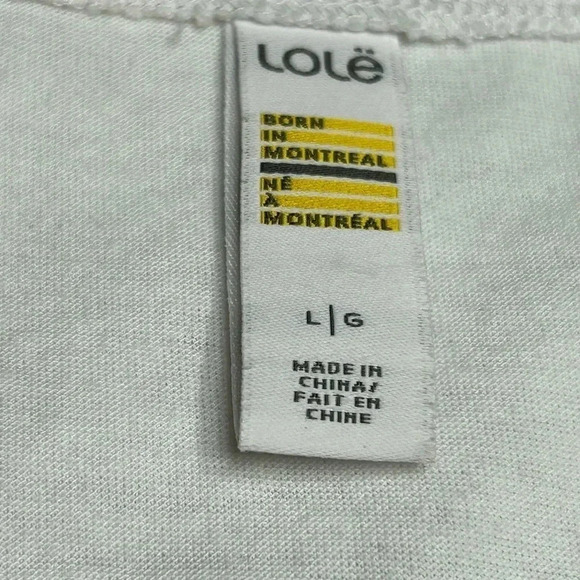 LOLË
BORN
IN
MONTREAL
NÉ
À
MONTRÉAL
L|G
MADE IN
CHINA/
FAIT EN
CHINE